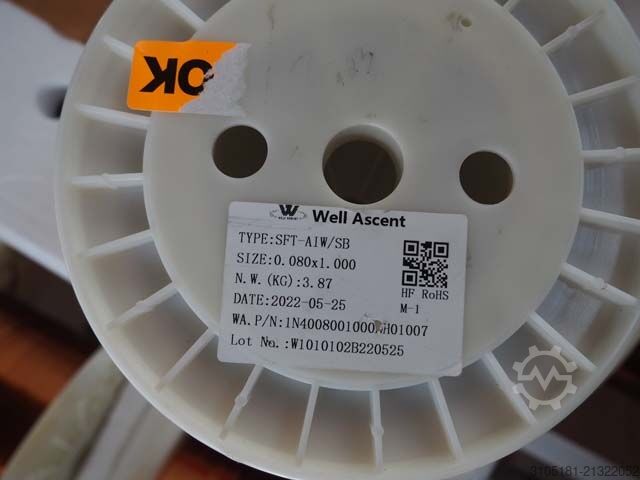 OK
Well Ascent
TYPE:SFT-AIW/SB
SIZE:0.080x1.000
N.W.(KG):3.87
DATE:2022-05-25
HF RoHS
M-1
WA.P/N:1N4008001000WH01007
Lot No.:W1010102B220525
3105181-21322052